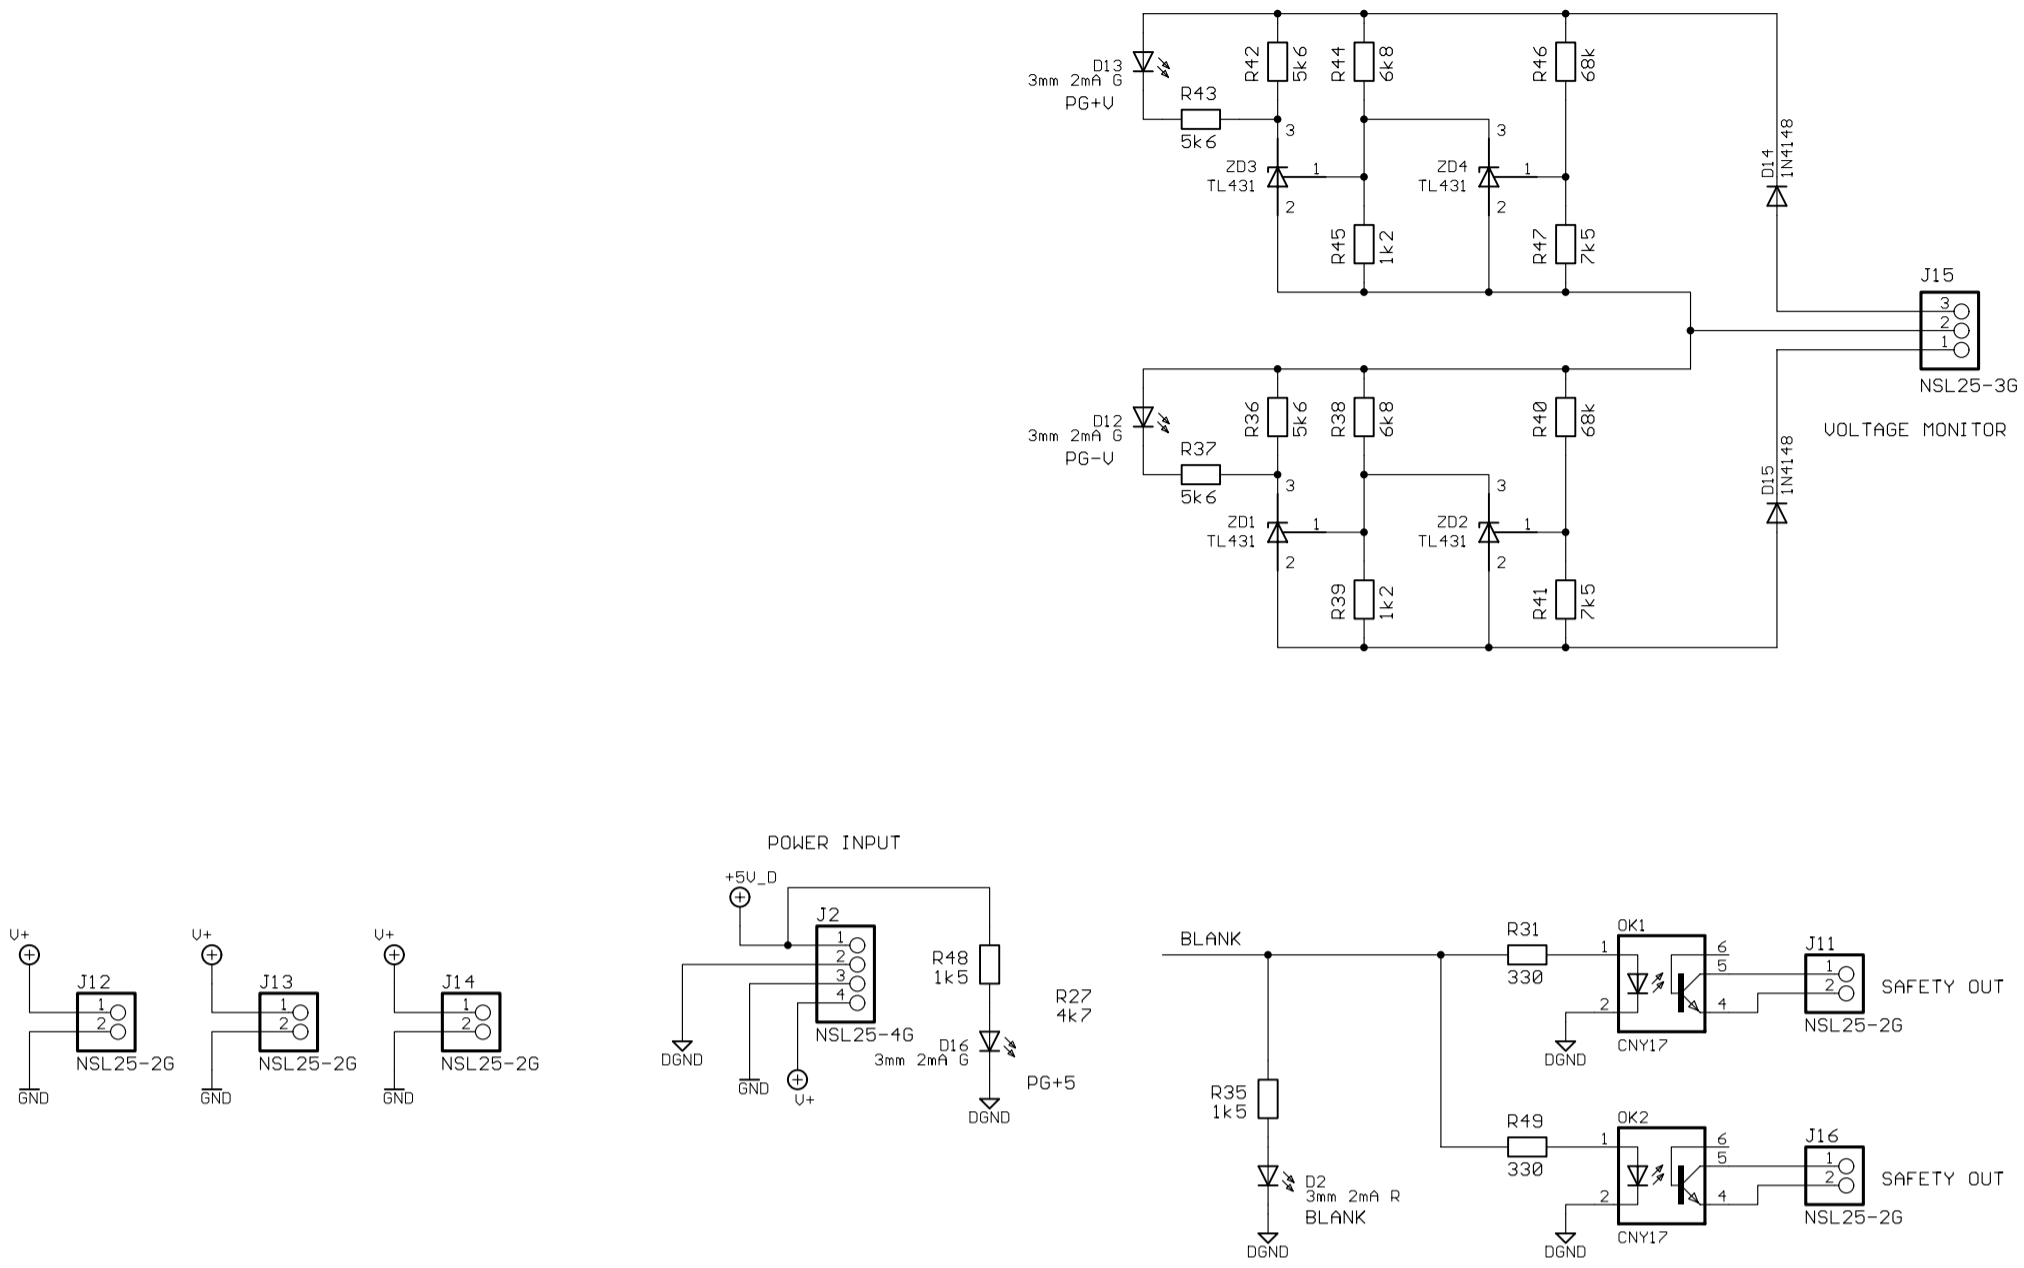 D13
3mm 2mA G
PG+V
R43
5k6
R42
5k6
R44
6k8
R46
68k
3
ZD3
TL431
1
2
3
ZD4
TL431
1
2
R45
1k2
R47
7k5
D14
1N4148
J15
3
2
1
NSL25-3G
VOLTAGE MONITOR
D12
3mm 2mA G
PG-V
R37
5k6
R36
5k6
R38
6k8
R40
68k
3
ZD1
TL431
1
2
3
ZD2
TL431
1
2
R39
1k2
R41
7k5
D15
1N4148
V+
J12
1
2
NSL25-2G
GND
V+
J13
1
2
NSL25-2G
GND
V+
J14
1
2
NSL25-2G
GND
POWER INPUT
+5V_D
J2
1
2
3
4
NSL25-4G
DGND
GND
V+
R48
1k5
D16
3mm 2mA G
DGND
R27
4k7
PG+5
BLANK
R35
1k5
D2
3mm 2mA R
BLANK
DGND
R31
330
OK1
1
2
6
5
4
CNY17
DGND
J11
1
2
NSL25-2G
SAFETY OUT
R49
330
OK2
1
2
6
5
4
CNY17
DGND
J16
1
2
NSL25-2G
SAFETY OUT